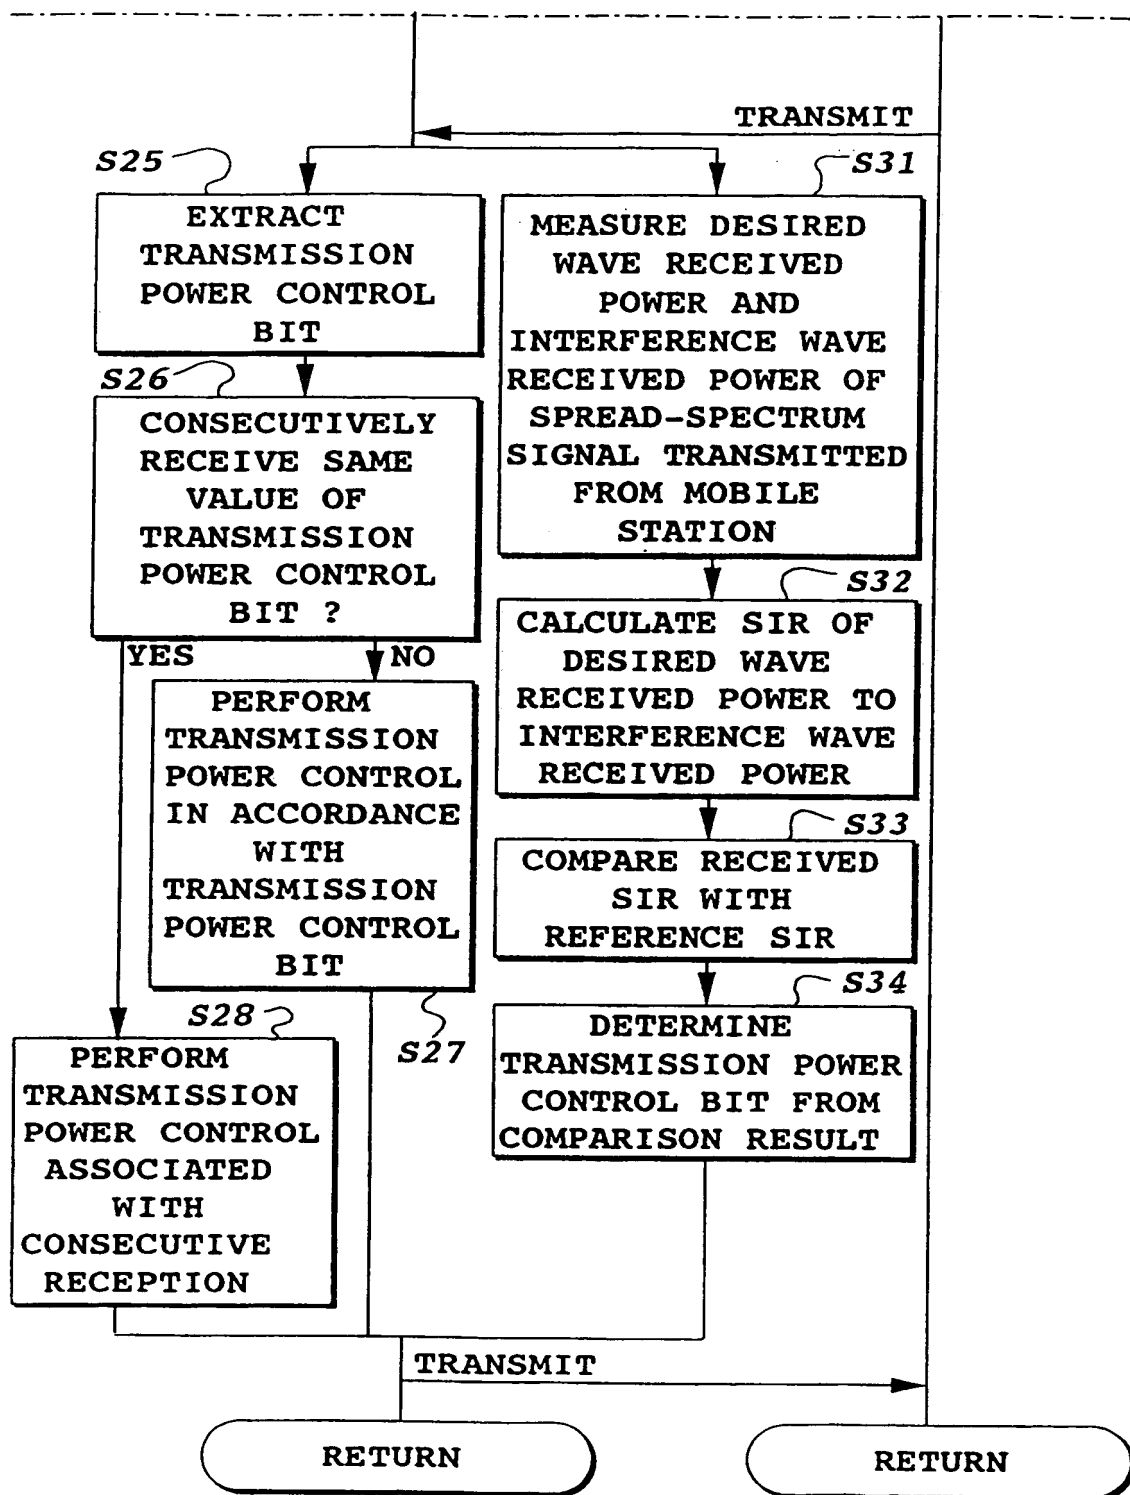 TRANSMIT
S25
EXTRACT
TRANSMISSION
POWER CONTROL
BIT
S26
CONSECUTIVELY
RECEIVE SAME
VALUE OF
TRANSMISSION
POWER CONTROL
BIT ?
YES
NO
PERFORM
TRANSMISSION
POWER CONTROL
IN ACCORDANCE
WITH
TRANSMISSION
POWER CONTROL
BIT
S27
S28
PERFORM
TRANSMISSION
POWER CONTROL
ASSOCIATED
WITH
CONSECUTIVE
RECEPTION
S31
MEASURE DESIRED
WAVE RECEIVED
POWER AND
INTERFERENCE WAVE
RECEIVED POWER OF
SPREAD-SPECTRUM
SIGNAL TRANSMITTED
FROM MOBILE
STATION
S32
CALCULATE SIR OF
DESIRED WAVE
RECEIVED POWER TO
INTERFERENCE WAVE
RECEIVED POWER
S33
COMPARE RECEIVED
SIR WITH
REFERENCE SIR
S34
DETERMINE
TRANSMISSION POWER
CONTROL BIT FROM
COMPARISON RESULT
TRANSMIT
RETURN
RETURN